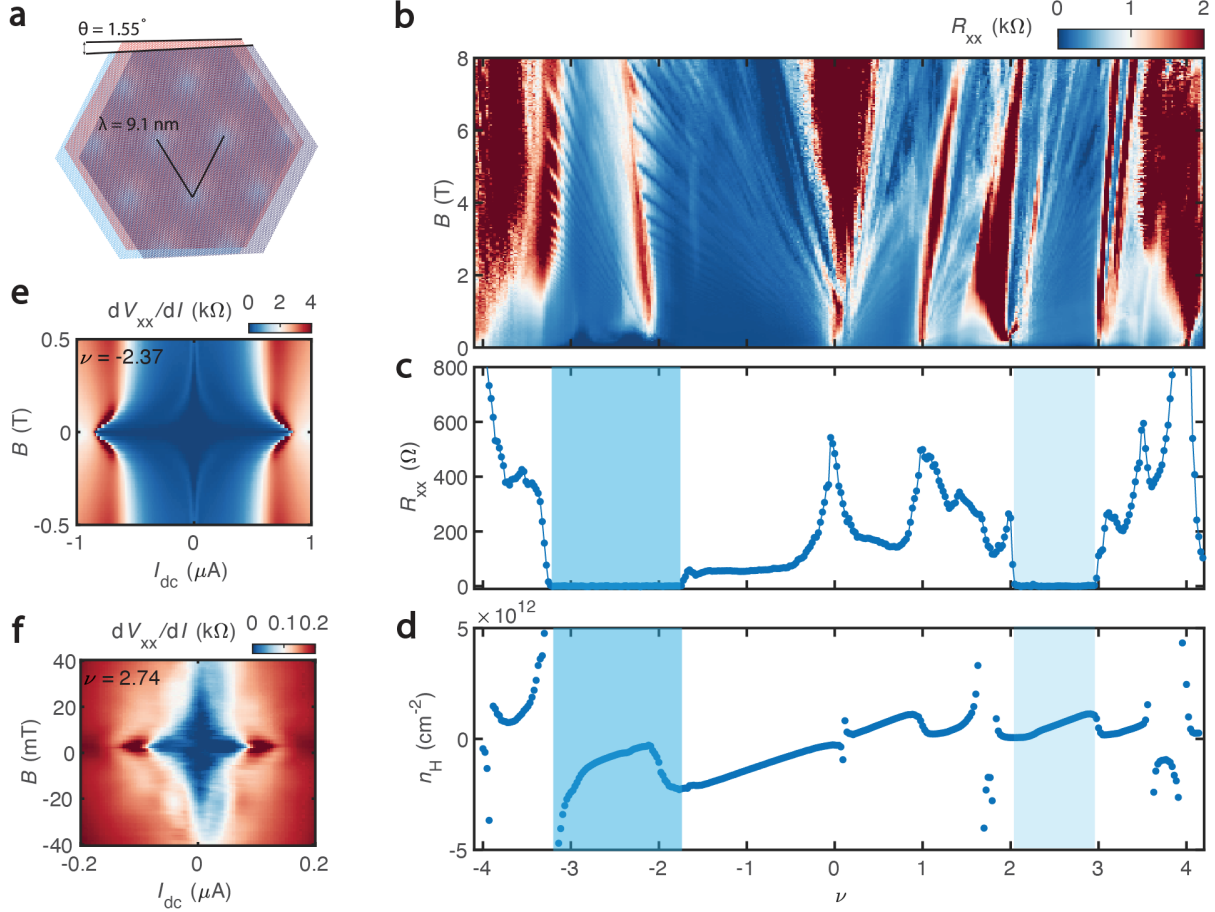 a
θ = 1.55°
λ = 9.1 nm
b
R_xx (kΩ)
0 1 2
B (T)
8
6
4
2
0
c
R_xx (Ω)
800
600
400
200
0
d
× 10^12
n_H (cm^-2)
5
0
-5
-4 -3 -2 -1 0 1 2 3 4
ν
e
dV_xx/dI (kΩ)
0 2 4
ν = -2.37
B (T)
0.5
0
-0.5
-1 0 1
I_dc (μA)
f
dV_xx/dI (kΩ)
0 0.1 0.2
ν = 2.74
B (mT)
40
20
0
-20
-40
-0.2 0 0.2
I_dc (μA)